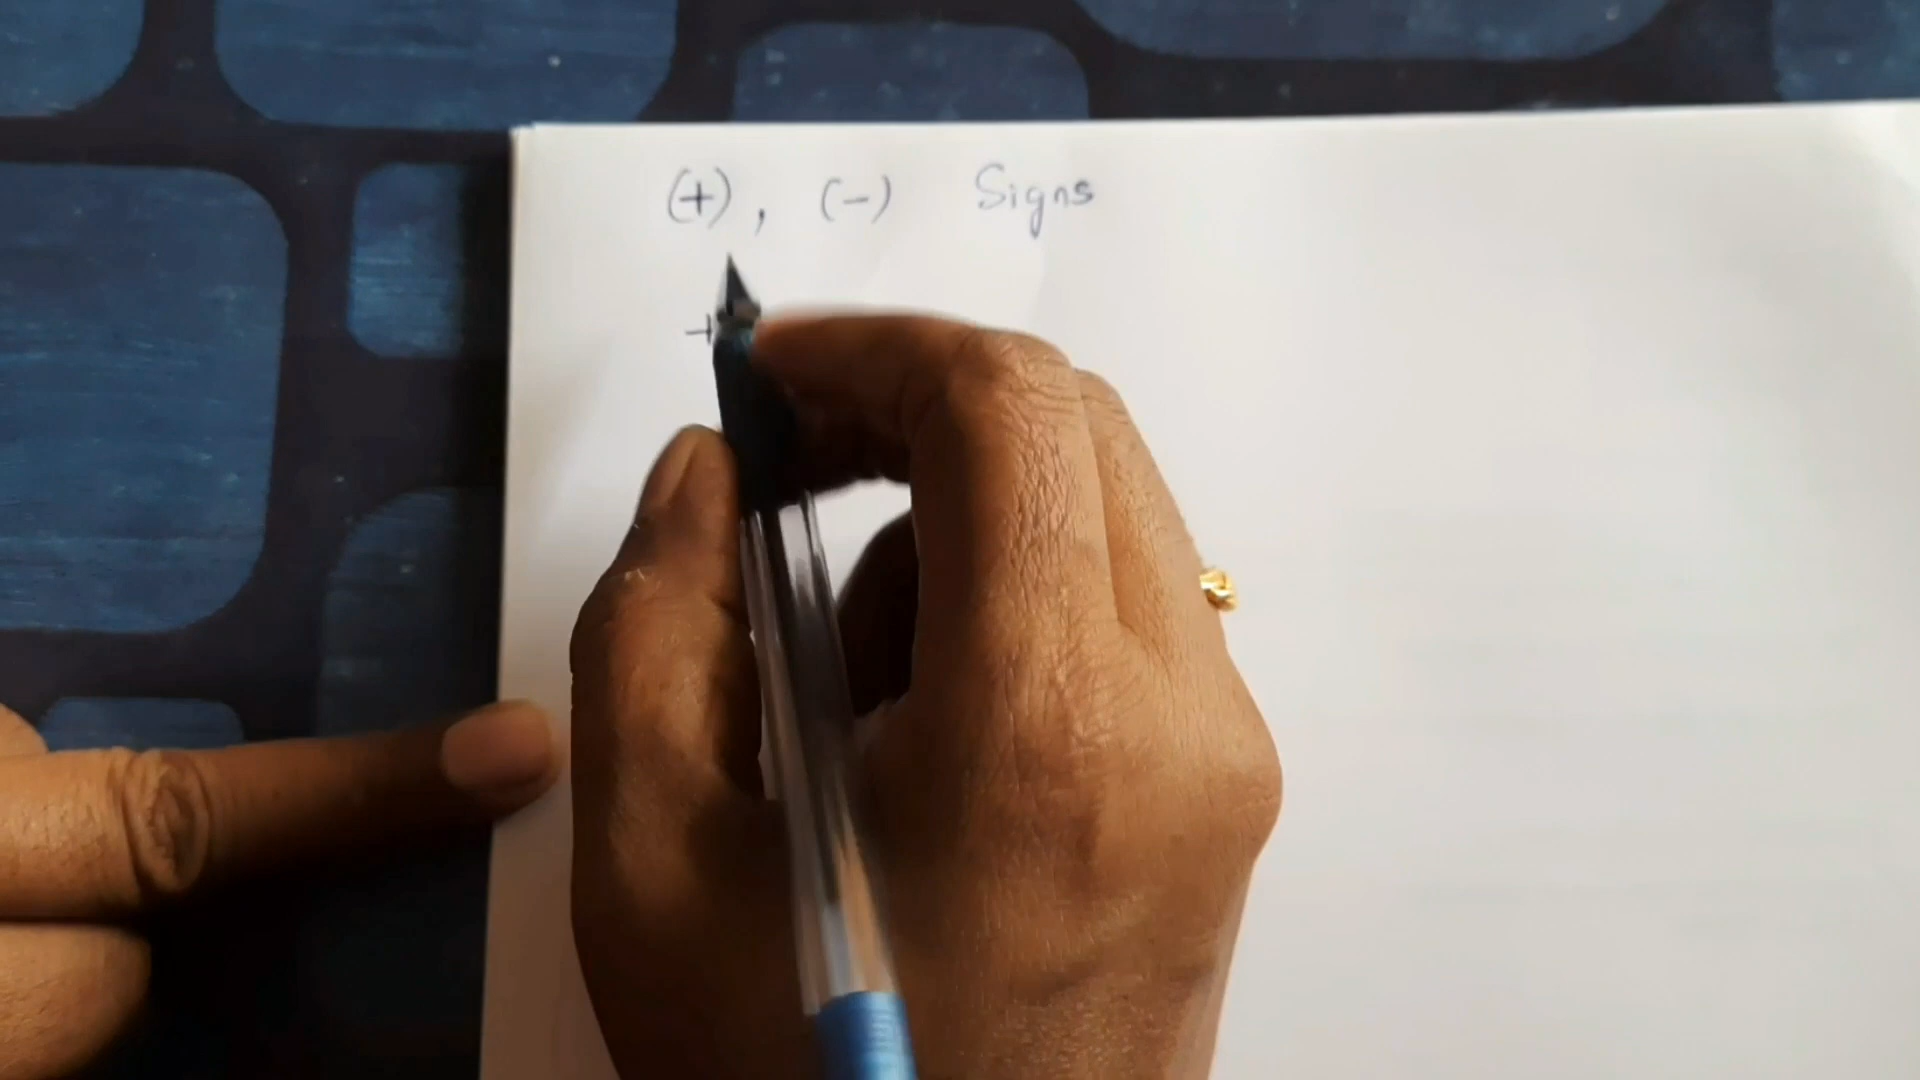 (+), (-) Signs
+